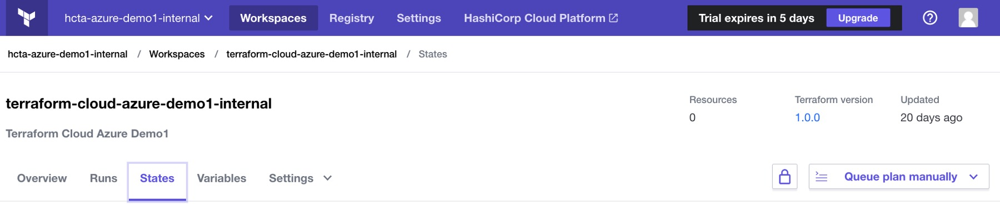 hcta-azure-demo1-internal Workspaces Registry Settings HashiCorp Cloud Platform Trial expires in 5 days Upgrade
hcta-azure-demo1-internal / Workspaces / terraform-cloud-azure-demo1-internal / States
terraform-cloud-azure-demo1-internal
Terraform Cloud Azure Demo1
Resources Terraform version Updated
0 1.0.0 20 days ago
Overview Runs States Variables Settings Queue plan manually